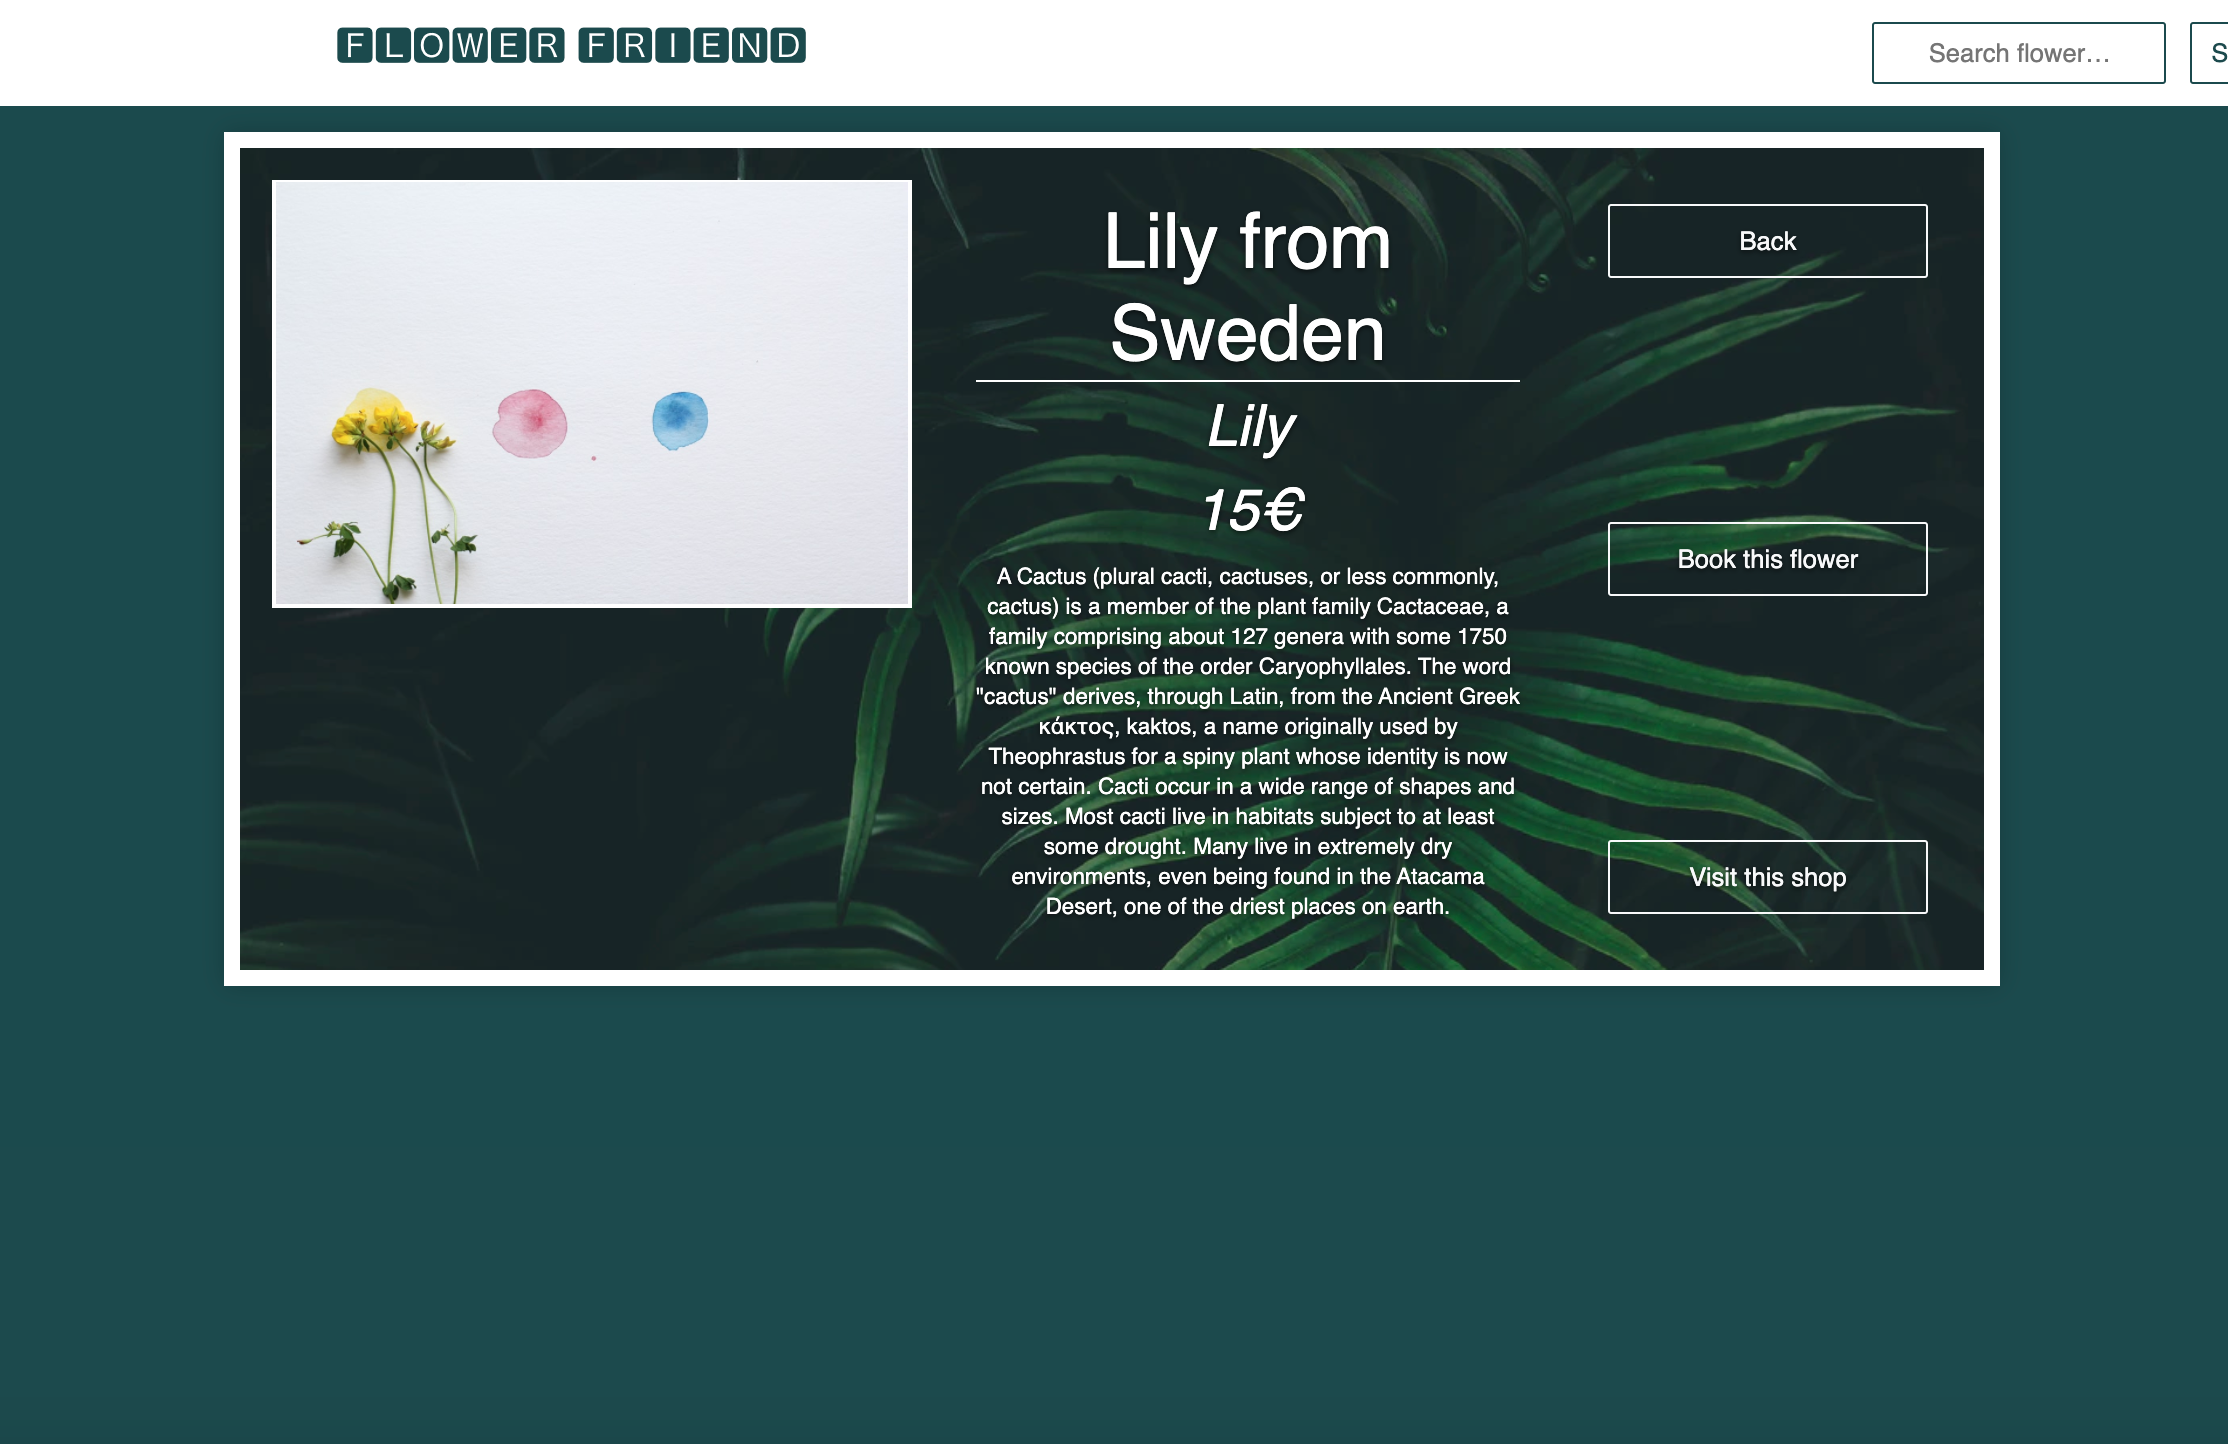 FLOWER FRIEND
Search flower...
S
Lily from
Sweden
Back
Lily
15€
Book this flower
A Cactus (plural cacti, cactuses, or less commonly,
cactus) is a member of the plant family Cactaceae, a
family comprising about 127 genera with some 1750
known species of the order Caryophyllales. The word
"cactus" derives, through Latin, from the Ancient Greek
κάκτος, kaktos, a name originally used by
Theophrastus for a spiny plant whose identity is now
not certain. Cacti occur in a wide range of shapes and
sizes. Most cacti live in habitats subject to at least
some drought. Many live in extremely dry
environments, even being found in the Atacama
Desert, one of the driest places on earth.
Visit this shop